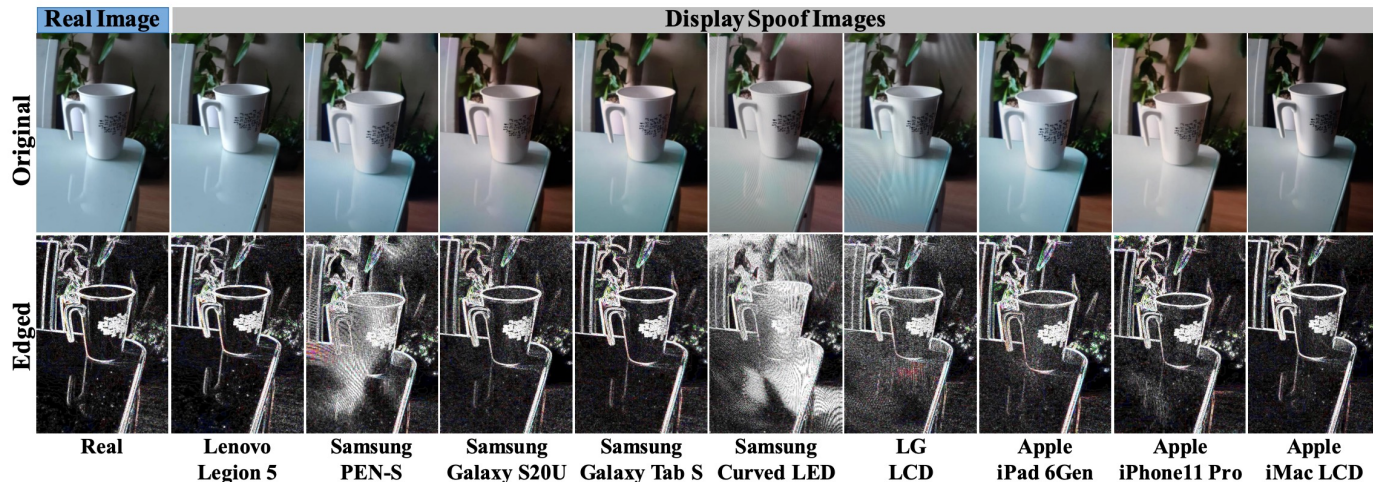 Real Image
Display Spoof Images
Original
Edged
Real
Lenovo
Legion 5
Samsung
PEN-S
Samsung
Galaxy S20U
Samsung
Galaxy Tab S
Samsung
Curved LED
LG
LCD
Apple
iPad 6Gen
Apple
iPhone11 Pro
Apple
iMac LCD